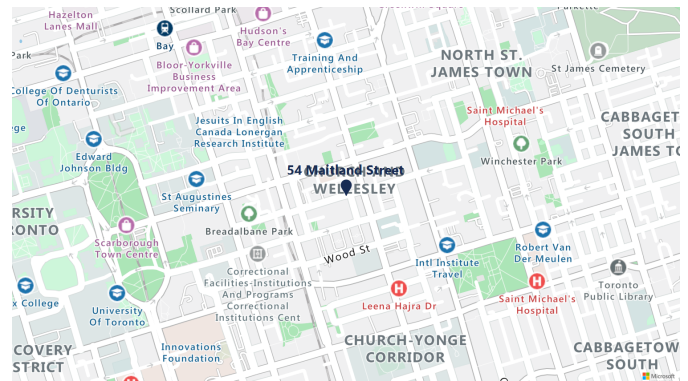 Hazelton
Lanes Mall
Scollard Park
Hudson's
Bay Centre
Bay
Park
Bloor-Yorkville
Business
Improvement Area
Training And
Apprenticeship
NORTH ST.
JAMES TOWN
St James Cemetery
College Of Denturists
Of Ontario
ege
Jesuits In English
Canada Lonergan
Research Institute
Saint Michael's
Hospital
CABBAGET
SOUTH
JAMES TO
Edward
Johnson Bldg
Winchester Park
54 Maitland Street
WELLESLEY
St Augustines
Seminary
RSITY
RONTO
Breadalbane Park
Scarborough
Town Centre
Wood St
Intl Institute
Travel
Robert Van
Der Meulen
Correctional
Facilities-Institutions
And Programs
Correctional
Institutions Cent
x College
University
Of Toronto
Leena Hajra Dr
Saint Michael's
Hospital
Toronto
Public Library
COVERY
STRICT
Innovations
Foundation
CHURCH-YONGE
CORRIDOR
CABBAGETOW
SOUTH
Microsoft